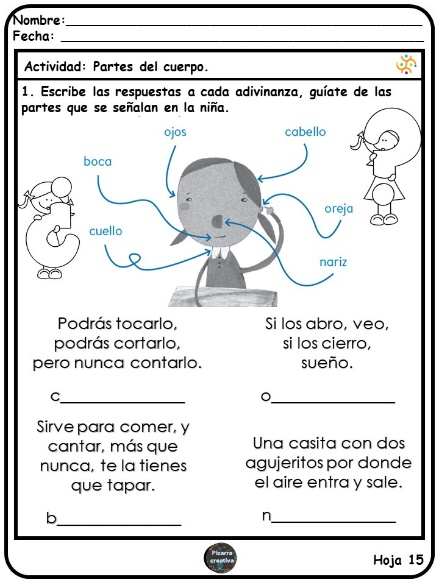 Nombre:
Fecha:
Actividad: Partes del cuerpo.
1. Escribe las respuestas a cada adivinanza, guíate de las
partes que se señalan en la niña.
ojos
cabello
boca
oreja
cuello
nariz
Podrás tocarlo,
podrás cortarlo,
pero nunca contarlo.
c
Si los abro, veo,
si los cierro,
sueño.
o
Sirve para comer, y
cantar, más que
nunca, te la tienes
que tapar.
b
Una casita con dos
agujeritos por donde
el aire entra y sale.
n
Pizarra
creativa
Hoja 15